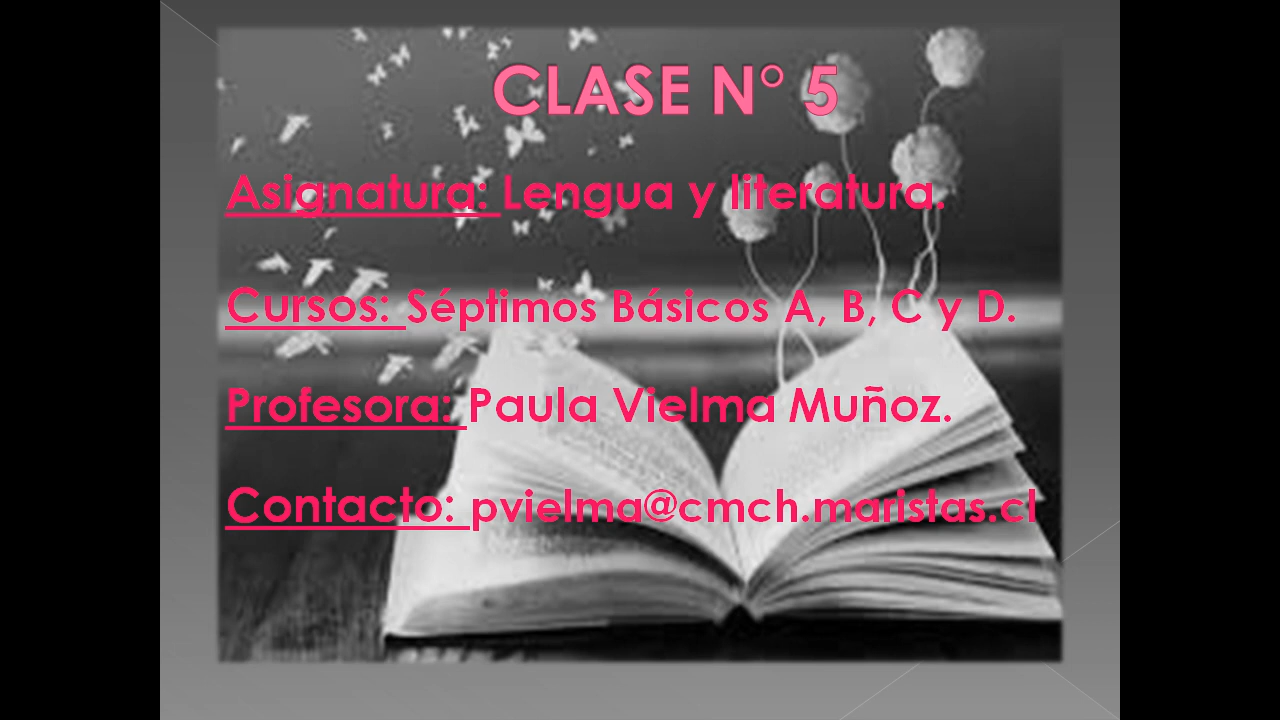 CLASE N° 5
Asignatura: Lengua y literatura.
Cursos: Séptimos Básicos A, B, C y D.
Profesora: Paula Vielma Muñoz.
Contacto: pvielma@cmch.maristas.cl